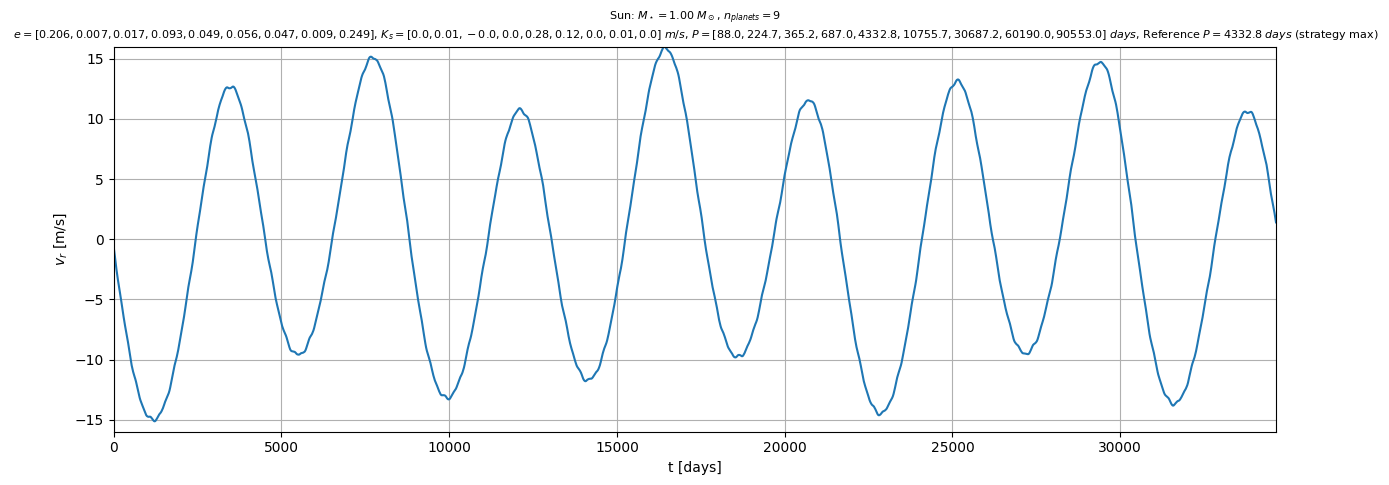 Sun: $M_\star = 1.00\ M_\odot$, $n_{planets} = 9$
$e = [0.206, 0.007, 0.017, 0.093, 0.049, 0.056, 0.047, 0.009, 0.249]$, $K_s = [0.0, 0.01, -0.0, 0.0, 0.28, 0.12, 0.0, 0.01, 0.0]\ m/s$, $P = [88.0, 224.7, 365.2, 687.0, 4332.8, 10755.7, 30687.2, 60190.0, 90553.0]\ days$, Reference $P = 4332.8\ days$ (strategy max)
15
10
5
0
−5
−10
−15
$v_r$ [m/s]
0 5000 10000 15000 20000 25000 30000
t [days]